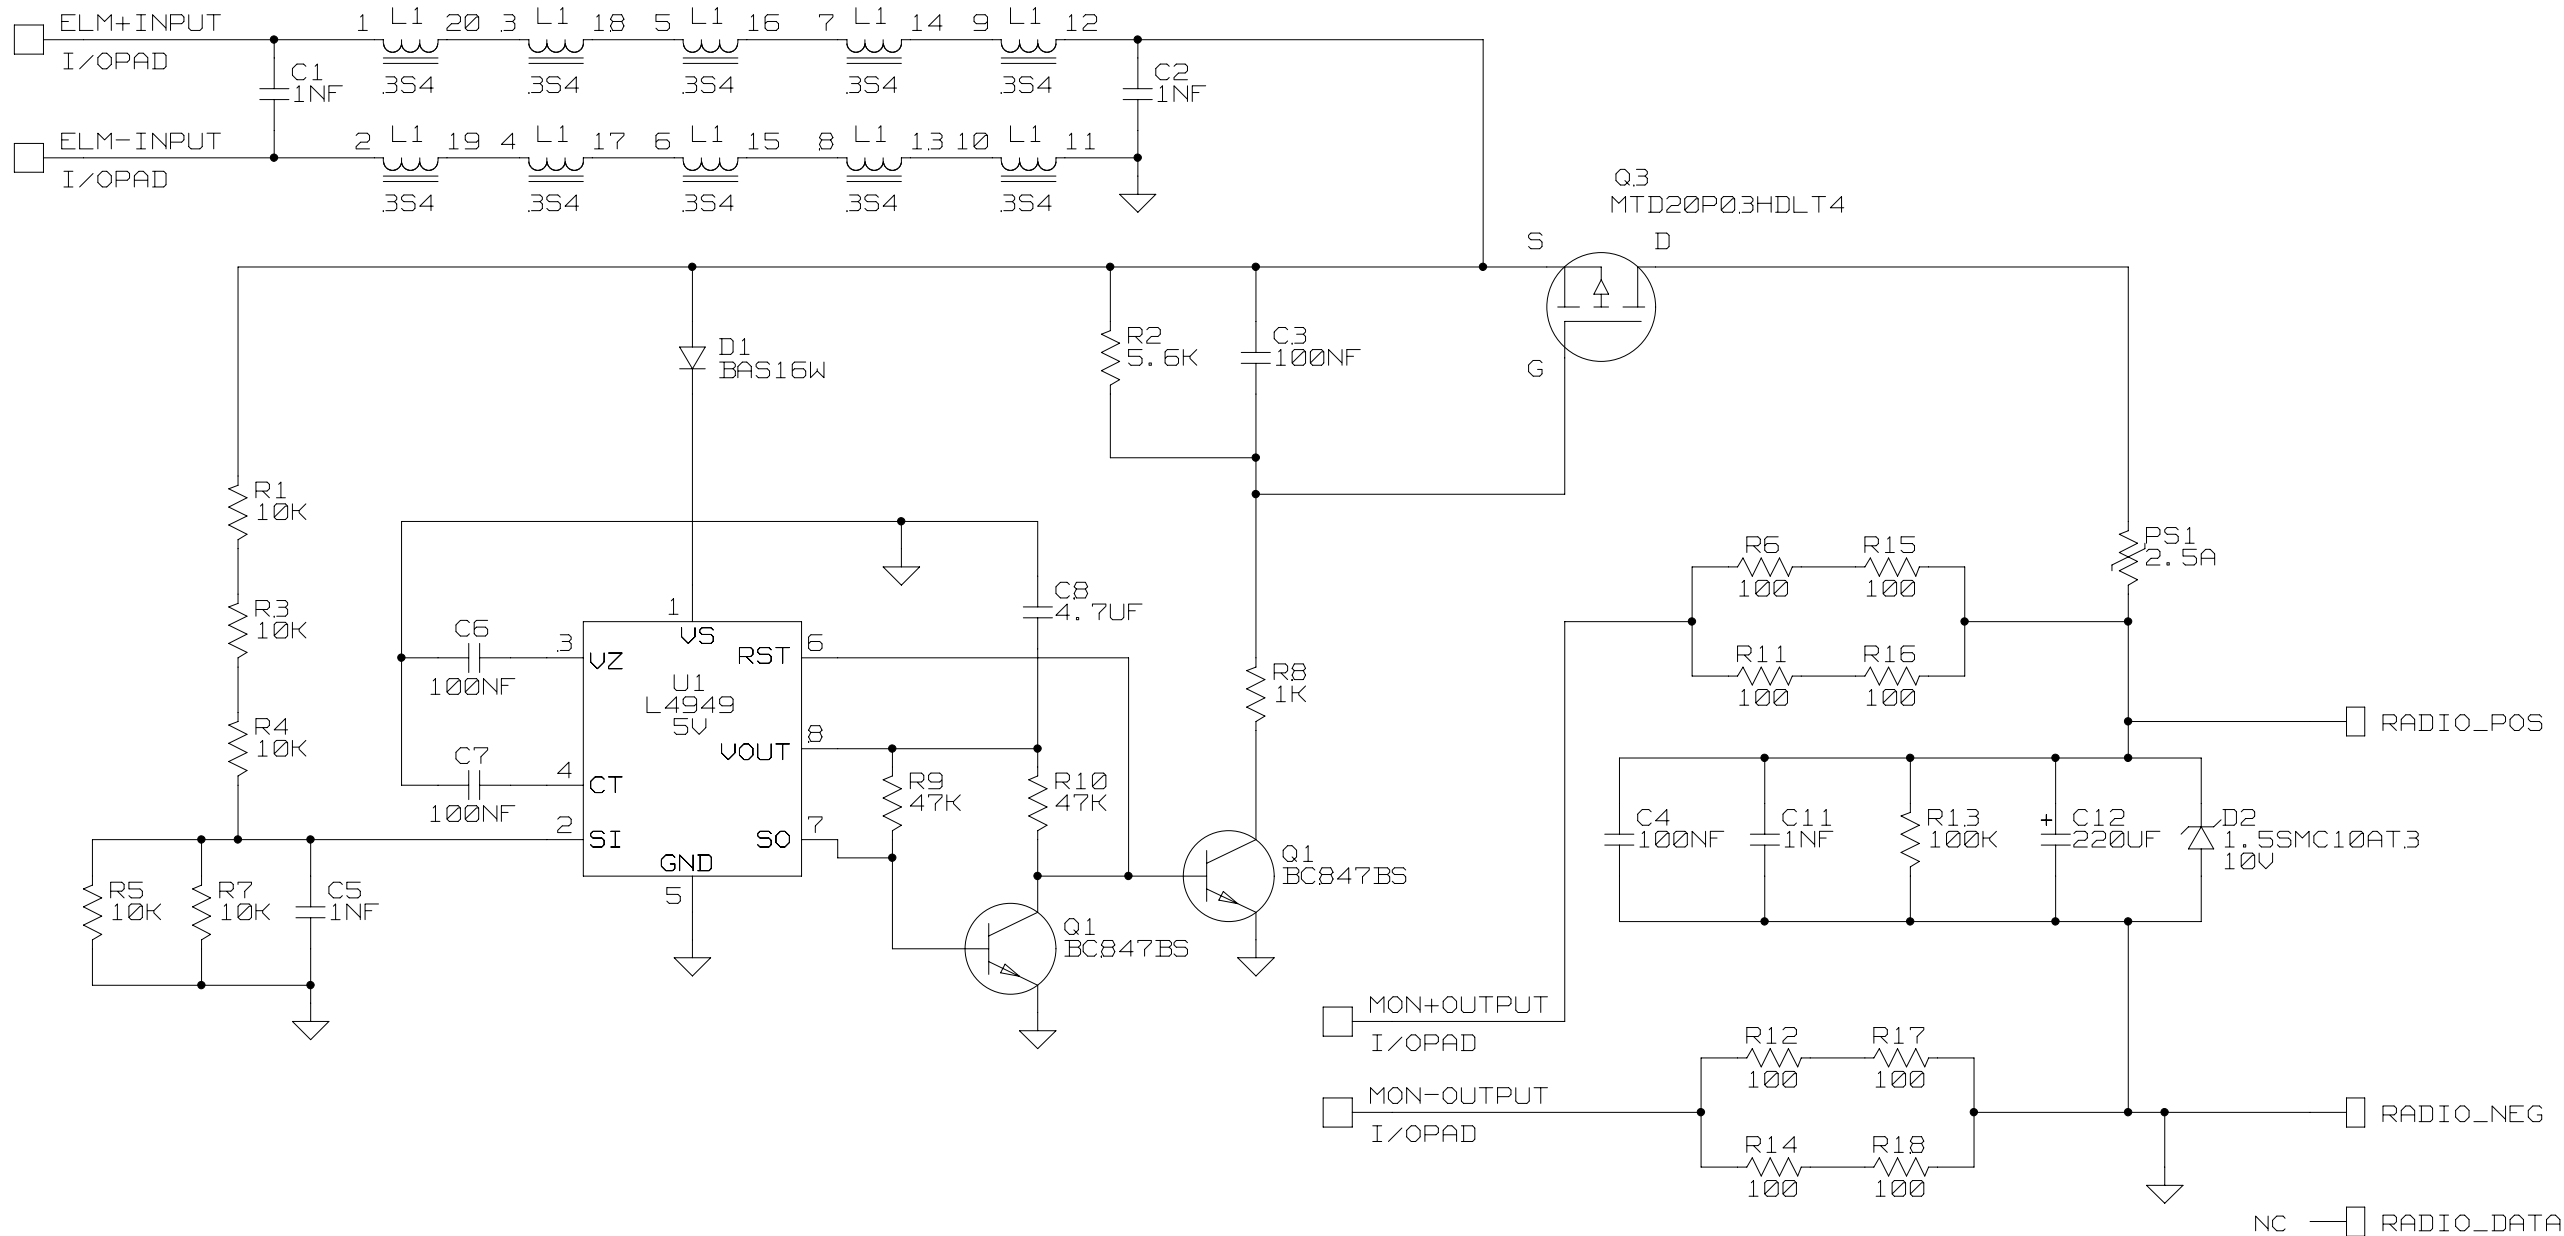 ELM+INPUT 1 L1 20 3 L1 18 5 L1 16 7 L1 14 9 L1 12
I/OPAD
C1
1NF
3S4 3S4 3S4 3S4 3S4
C2
1NF
ELM-INPUT 2 L1 19 4 L1 17 6 L1 15 8 L1 13 10 L1 11
I/OPAD
3S4 3S4 3S4 3S4 3S4
Q3
MTD20P03HDLT4
S D
G
D1
BAS16W
R2
5.6K
C3
100NF
R1
10K
R3
10K
R4
10K
PS1
2.5A
R6
100
R15
100
R11
100
R16
100
C8
4.7UF
C6
100NF
C7
100NF
1
VS
3
VZ
RST
6
U1
L4949
5V
VOUT
8
4
CT
2
SI
SO
7
GND
5
R8
1K
R9
47K
R10
47K
RADIO_POS
C4
100NF
C11
1NF
R13
100K
+
C12
220UF
D2
1.5SMC10AT3
10V
R5
10K
R7
10K
C5
1NF
Q1
BC847BS
Q1
BC847BS
MON+OUTPUT
I/OPAD
MON-OUTPUT
I/OPAD
R12
100
R17
100
R14
100
R18
100
RADIO_NEG
NC
RADIO_DATA